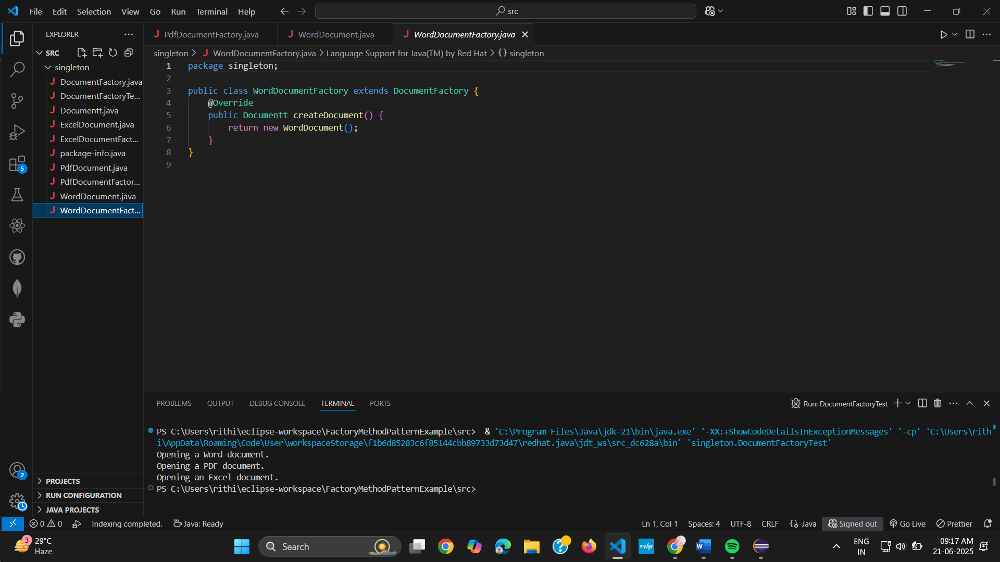 File Edit Selection View Go Run Terminal Help
src
EXPLORER
SRC
singleton
DocumentFactory.java
DocumentFactoryTe...
Documentt.java
ExcelDocument.java
ExcelDocumentFact...
package-info.java
PdfDocument.java
PdfDocumentFactor...
WordDocument.java
WordDocumentFact...
PROJECTS
RUN CONFIGURATION
JAVA PROJECTS
5
2
PdfDocumentFactory.java WordDocument.java WordDocumentFactory.java
singleton > WordDocumentFactory.java > Language Support for Java(TM) by Red Hat > {} singleton
1 package singleton;
2
3 public class WordDocumentFactory extends DocumentFactory {
4 @Override
5 public Documentt createDocument() {
6 return new WordDocument();
7 }
8 }
9
PROBLEMS OUTPUT DEBUG CONSOLE TERMINAL PORTS
Run: DocumentFactoryTest
PS C:\Users\rithi\eclipse-workspace\FactoryMethodPatternExample\src> & 'C:\Program Files\Java\jdk-21\bin\java.exe' '-XX:+ShowCodeDetailsInExceptionMessages' '-cp' 'C:\Users\rith
i\AppData\Roaming\Code\User\workspaceStorage\f1b6d85283c6f85144cbb89733d73d47\redhat.java\jdt_ws\src_dc628a\bin' 'singleton.DocumentFactoryTest'
Opening a Word document.
Opening a PDF document.
Opening an Excel document.
PS C:\Users\rithi\eclipse-workspace\FactoryMethodPatternExample\src>
0 0 Indexing completed. Java: Ready Ln 1, Col 1 Spaces: 4 UTF-8 CRLF {} Java Signed out Go Live Prettier
3 29°C
Haze
Search
myhp
ENG
IN
09:17 AM
21-06-2025